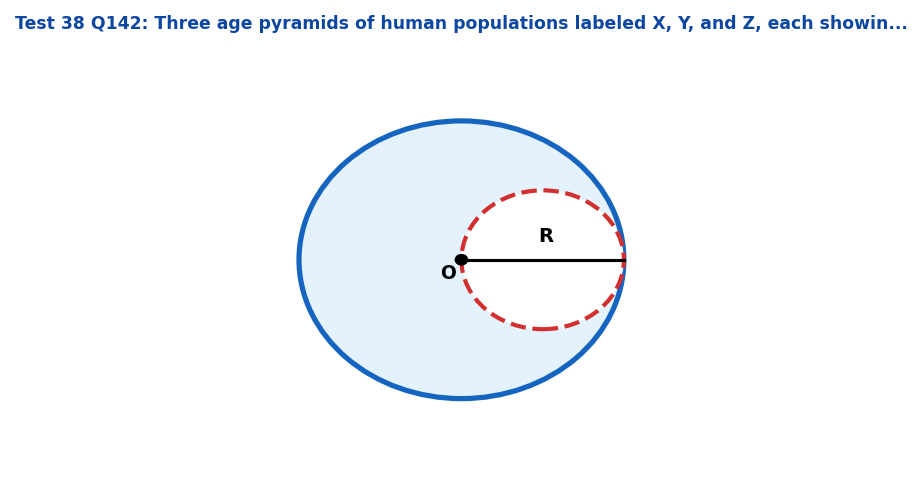 Test 38 Q142: Three age pyramids of human populations labeled X, Y, and Z, each showin...
R
O